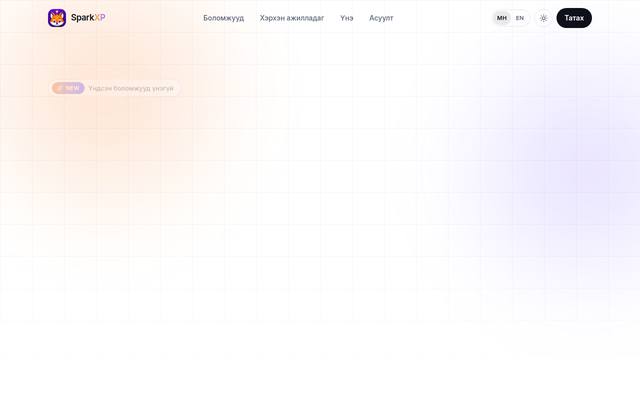 SparkXP
Боломжууд
Хэрхэн ажилладаг
Үнэ
Асуулт
МН
EN
Татах
NEW Үндсэн боломжууд үнэгүй